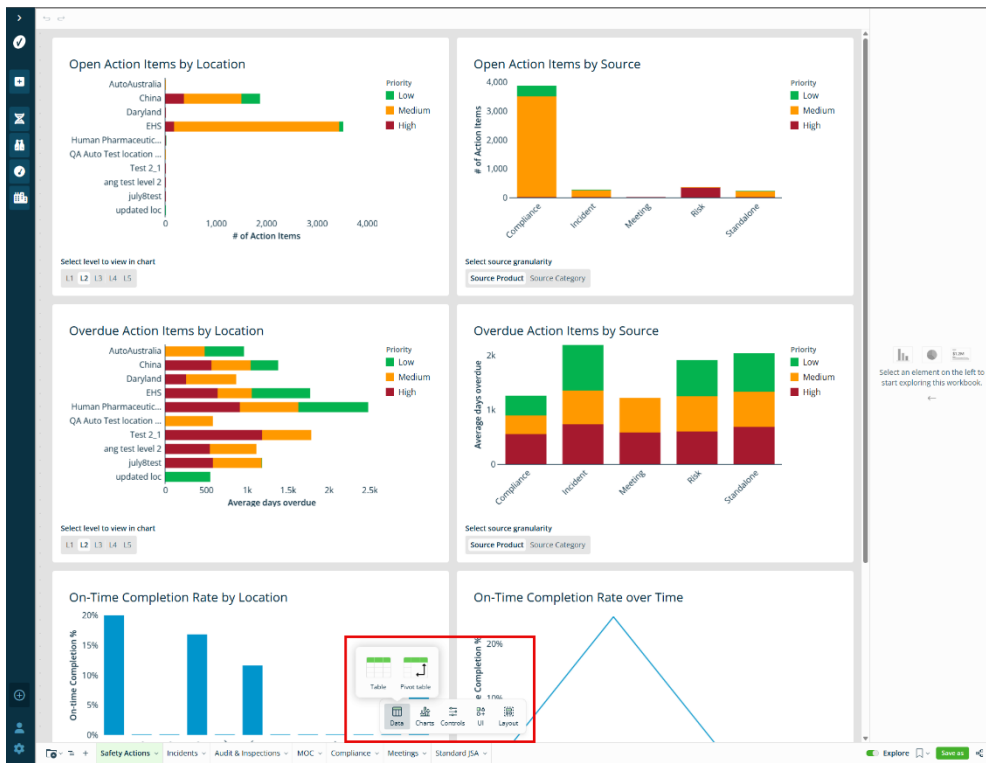 Open Action Items by Location
AutoAustralia
China
Daryland
EHS
Human Pharmaceutic...
QA Auto Test location ...
Test 2_1
ang test level 2
july8test
updated loc
0 1,000 2,000 3,000 4,000
# of Action Items
Priority
Low
Medium
High
Select level to view in chart
L1 L2 L3 L4 L5
Open Action Items by Source
4,000
3,000
2,000
1,000
0
# of Action Items
Compliance Incident Meeting Risk Standalone
Priority
Low
Medium
High
Select source granularity
Source Product Source Category
Overdue Action Items by Location
AutoAustralia
China
Daryland
EHS
Human Pharmaceutic...
QA Auto Test location ...
Test 2_1
ang test level 2
july8test
updated loc
0 500 1k 1.5k 2k 2.5k
Average days overdue
Priority
Low
Medium
High
Select level to view in chart
L1 L2 L3 L4 L5
Overdue Action Items by Source
2k
1k
0
Average days overdue
Compliance Incident Meeting Risk Standalone
Priority
Low
Medium
High
Select source granularity
Source Product Source Category
Select an element on the left to
start exploring this workbook.
On-Time Completion Rate by Location
20%
15%
10%
5%
0%
On-time Completion %
On-Time Completion Rate over Time
20%
10%
e Completion %
Table Pivot table
Data Charts Controls UI Layout
Safety Actions Incidents Audit & Inspections MOC Compliance Meetings Standard JSA
Explore Save as